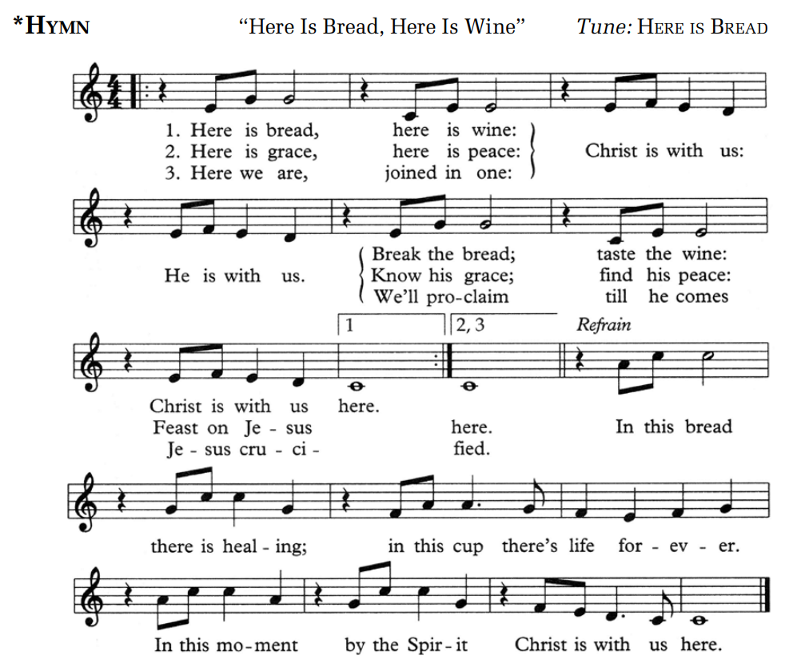 *HYMN “Here Is Bread, Here Is Wine” Tune: HERE IS BREAD
1. Here is bread, here is wine:
2. Here is grace, here is peace: Christ is with us:
3. Here we are, joined in one:
Break the bread; taste the wine:
He is with us. Know his grace; find his peace:
We'll pro-claim till he comes
1 2, 3 Refrain
Christ is with us here.
Feast on Je - sus here. In this bread
Je - sus cru - ci - fied.
there is heal - ing; in this cup there's life for - ev - er.
In this mo - ment by the Spir - it Christ is with us here.